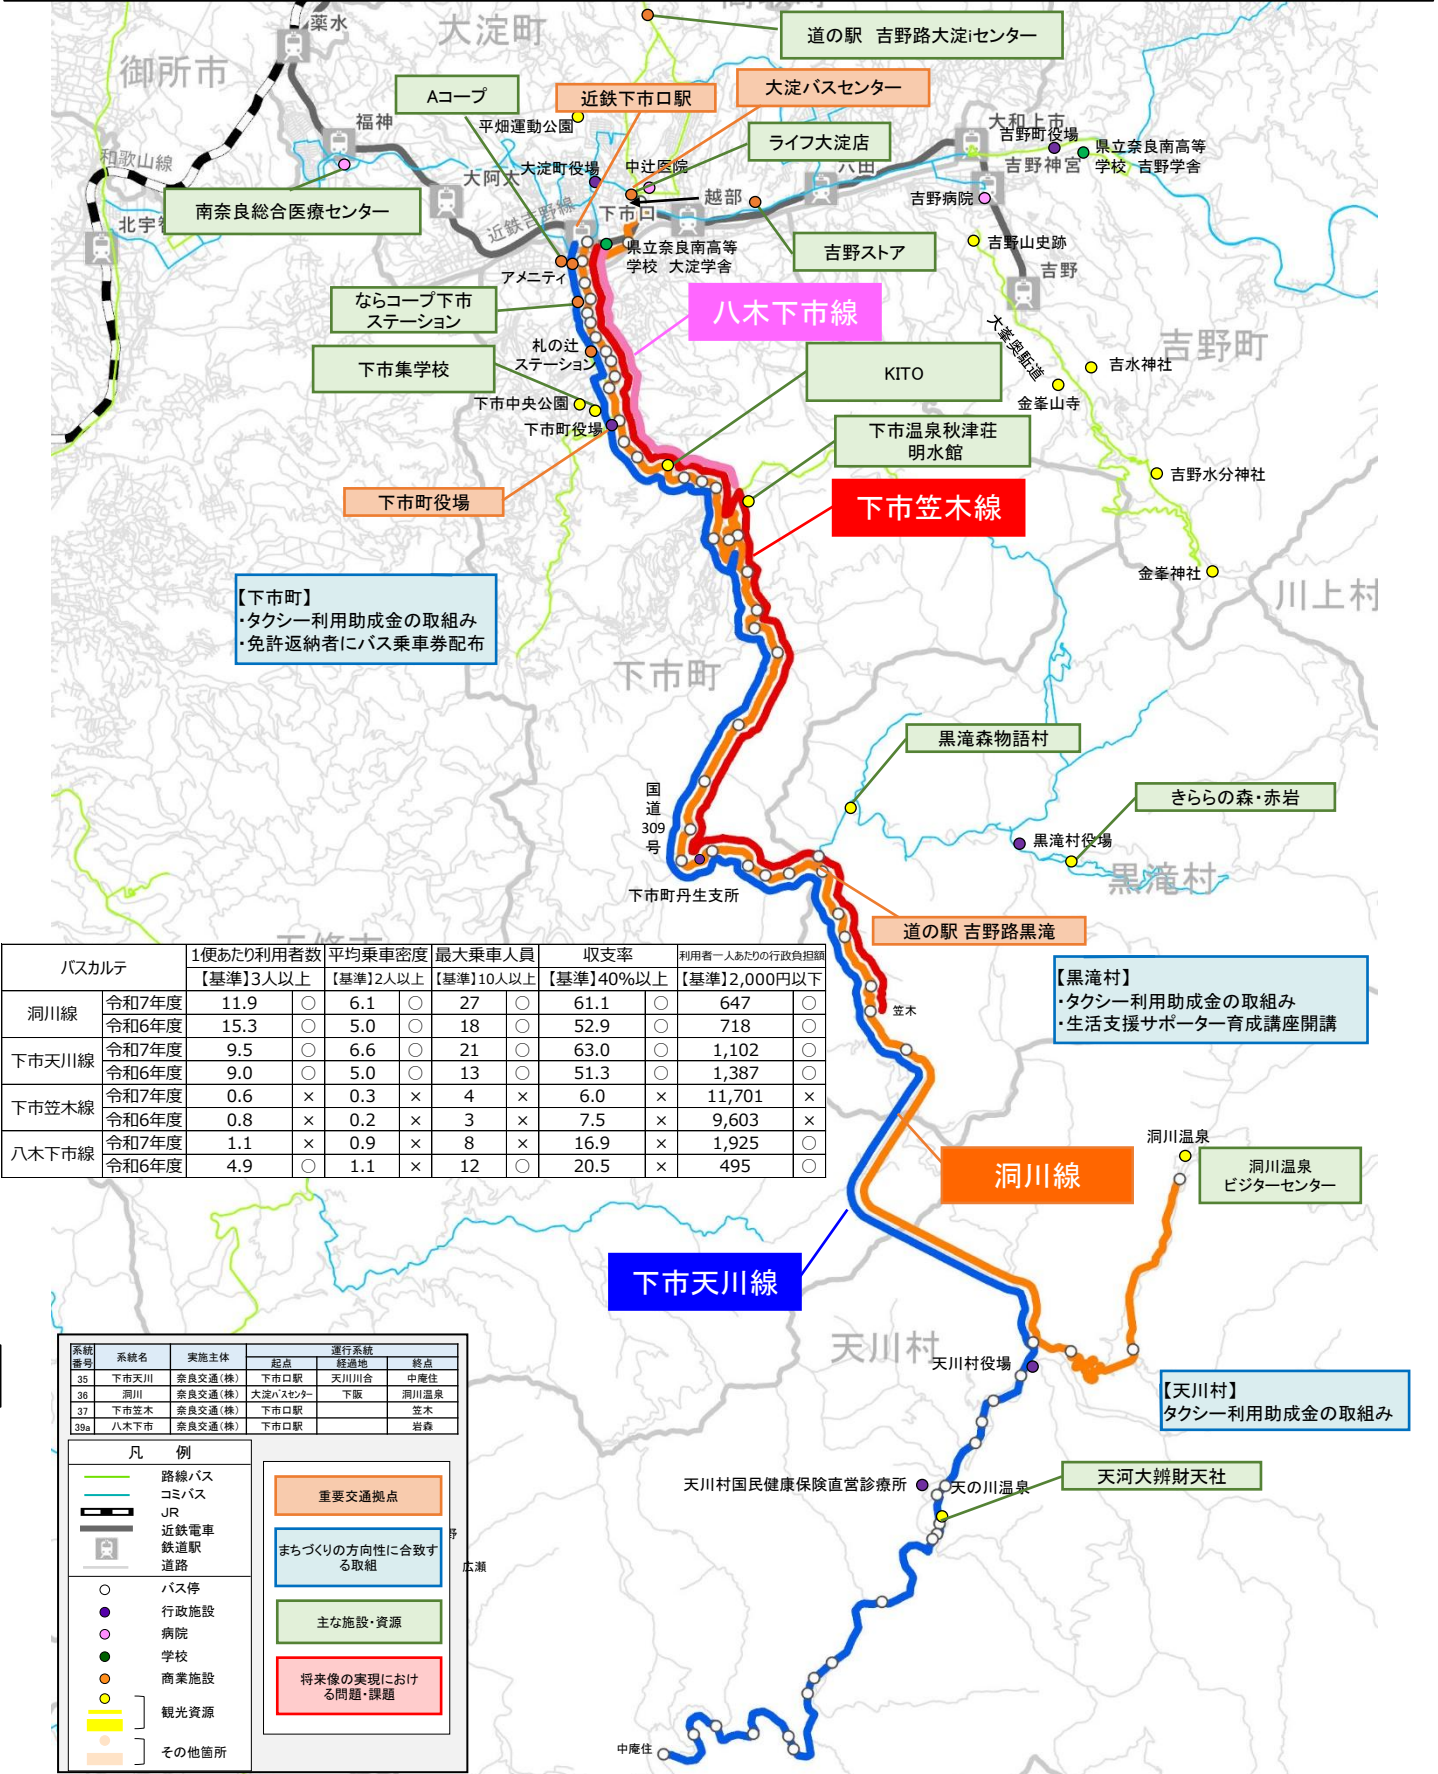 薬水
大淀町
道の駅 吉野路大淀iセンター
御所市
Aコープ
近鉄下市口駅
大淀バスセンター
福神
平畑運動公園
ライフ大淀店
大和上市
吉野町役場
県立奈良南高等
学校 吉野学舎
和歌山線
大阿太
大淀町役場
中辻医院
六田
吉野神宮
南奈良総合医療センター
越部
吉野病院
北宇智
近鉄吉野線
下市口
県立奈良南高等
学校 大淀学舎
吉野ストア
吉野山史跡
吉野
アメニティ
ならコープ下市
ステーション
八木下市線
大峯奥駈道
吉野町
札の辻
ステーション
下市集学校
KITO
吉水神社
金峯山寺
下市中央公園
下市町役場
下市温泉秋津荘
明水館
吉野水分神社
下市町役場
下市笠木線
金峯神社
川上村
【下市町】
・タクシー利用助成金の取組み
・免許返納者にバス乗車券配布
下市町
黒滝森物語村
国道309号
きららの森・赤岩
黒滝村役場
黒滝村
下市町丹生支所
道の駅 吉野路黒滝
バスカルテ 1便あたり利用者数 平均乗車密度 最大乗車人員 収支率 利用者一人あたりの行政負担額
【基準】3人以上 【基準】2人以上 【基準】10人以上 【基準】40%以上 【基準】2,000円以下
洞川線 令和7年度 11.9 ○ 6.1 ○ 27 ○ 61.1 ○ 647 ○
令和6年度 15.3 ○ 5.0 ○ 18 ○ 52.9 ○ 718 ○
下市天川線 令和7年度 9.5 ○ 6.6 ○ 21 ○ 63.0 ○ 1,102 ○
令和6年度 9.0 ○ 5.0 ○ 13 ○ 51.3 ○ 1,387 ○
下市笠木線 令和7年度 0.6 × 0.3 × 4 × 6.0 × 11,701 ×
令和6年度 0.8 × 0.2 × 3 × 7.5 × 9,603 ×
八木下市線 令和7年度 1.1 × 0.9 × 8 × 16.9 × 1,925 ○
令和6年度 4.9 ○ 1.1 × 12 ○ 20.5 × 495 ○
【黒滝村】
・タクシー利用助成金の取組み
・生活支援サポーター育成講座開講
笠木
洞川温泉
洞川線
洞川温泉
ビジターセンター
下市天川線
天川村
天川村役場
【天川村】
タクシー利用助成金の取組み
系統番号 系統名 実施主体 運行系統
起点 経過地 終点
35 下市天川 奈良交通(株) 下市口駅 天川川合 中庵住
36 洞川 奈良交通(株) 大淀バスセンター 下阪 洞川温泉
37 下市笠木 奈良交通(株) 下市口駅 笠木
39a 八木下市 奈良交通(株) 下市口駅 岩森
凡 例
路線バス
コミバス
JR
近鉄電車
鉄道駅
道路
バス停
行政施設
病院
学校
商業施設
観光資源
その他箇所
重要交通拠点
まちづくりの方向性に合致す
る取組
主な施設・資源
将来像の実現におけ
る問題・課題
野
広瀬
天川村国民健康保険直営診療所
天の川温泉
天河大辨財天社
中庵住